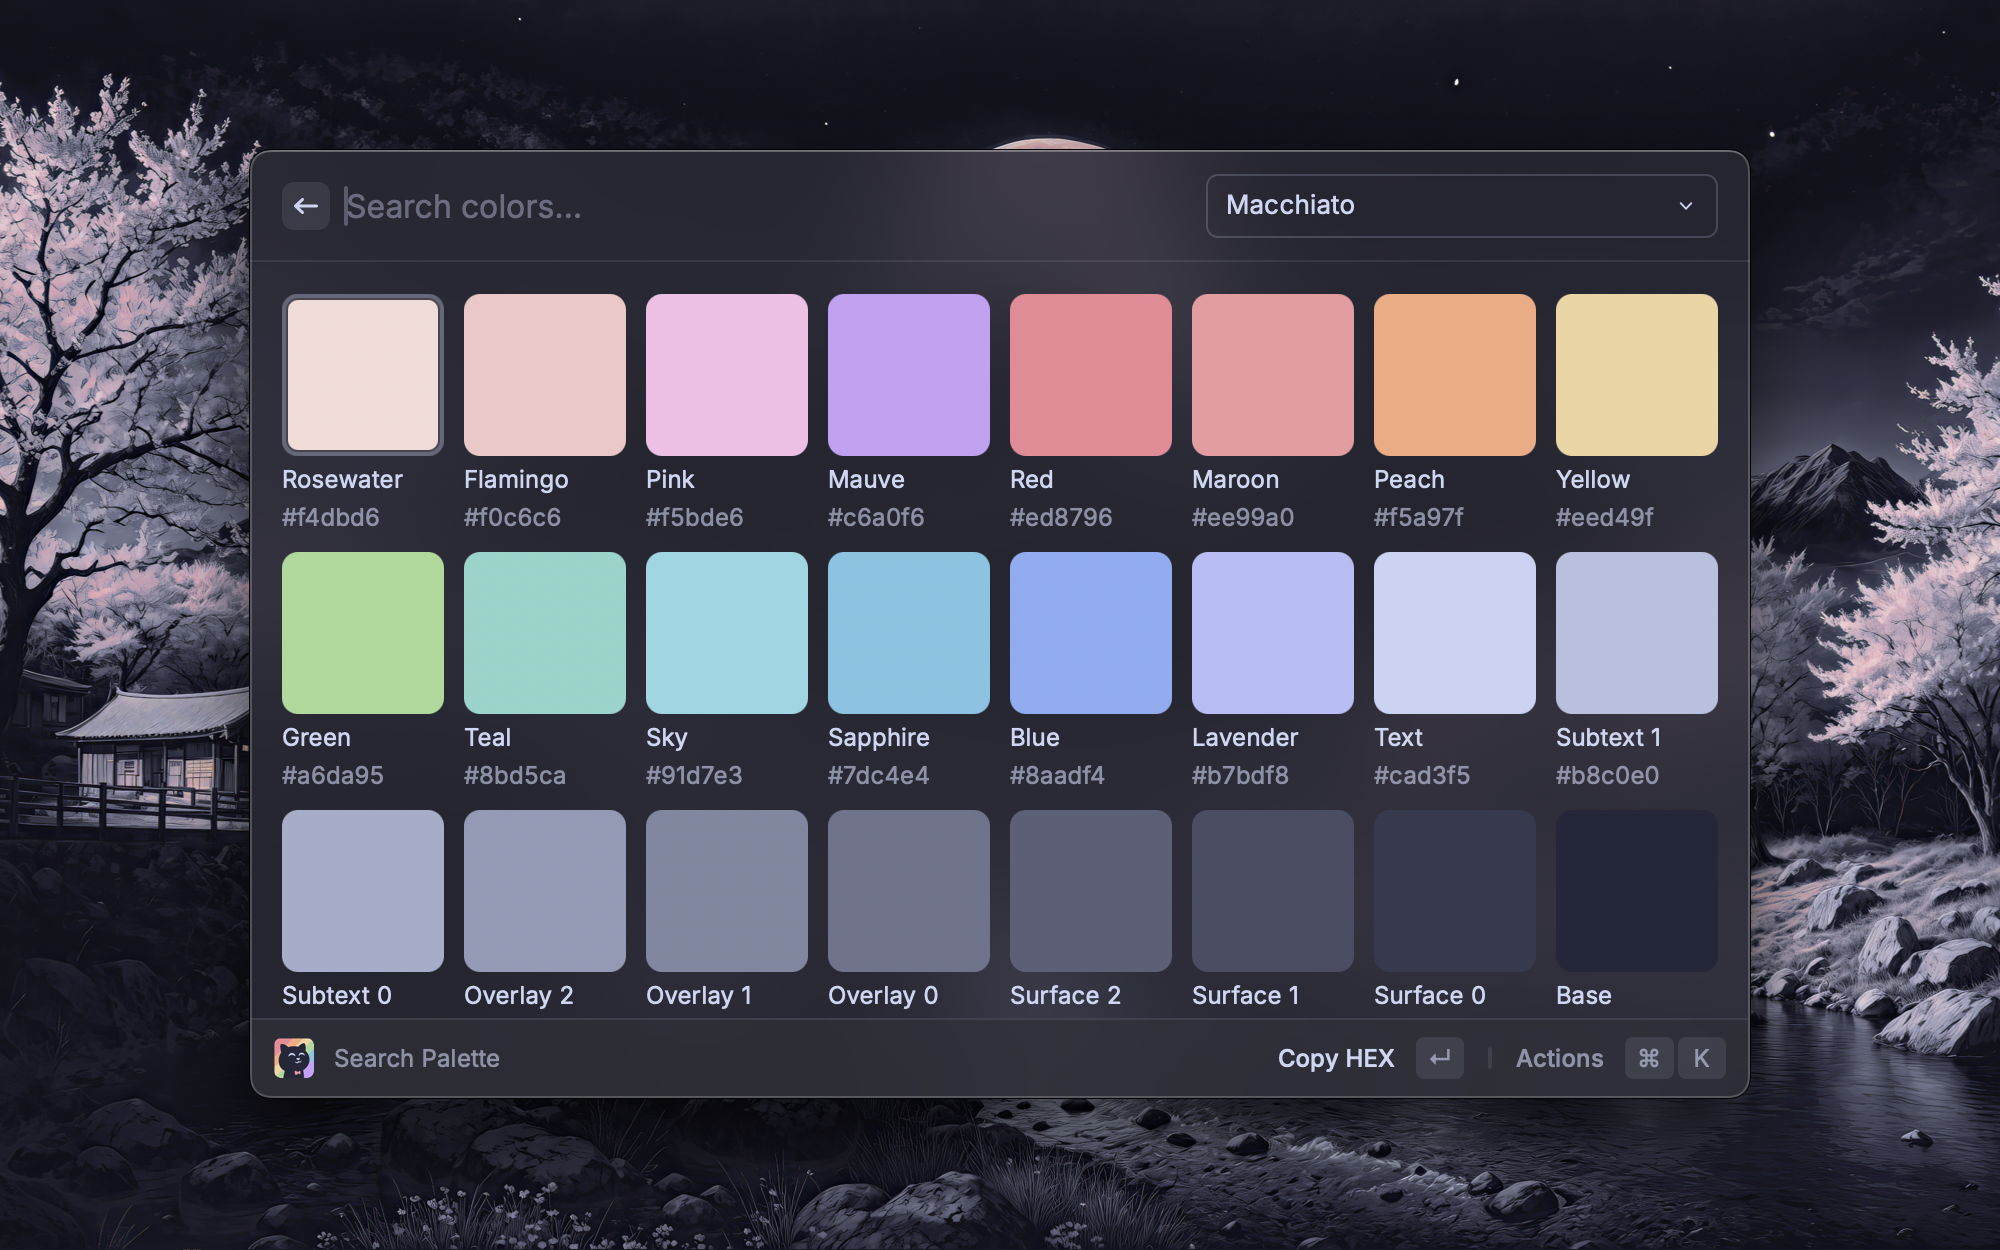 Search colors...
Macchiato
Rosewater Flamingo Pink Mauve Red Maroon Peach Yellow
#f4dbd6 #f0c6c6 #f5bde6 #c6a0f6 #ed8796 #ee99a0 #f5a97f #eed49f
Green Teal Sky Sapphire Blue Lavender Text Subtext 1
#a6da95 #8bd5ca #91d7e3 #7dc4e4 #8aadf4 #b7bdf8 #cad3f5 #b8c0e0
Subtext 0 Overlay 2 Overlay 1 Overlay 0 Surface 2 Surface 1 Surface 0 Base
Search Palette Copy HEX Actions ⌘ K